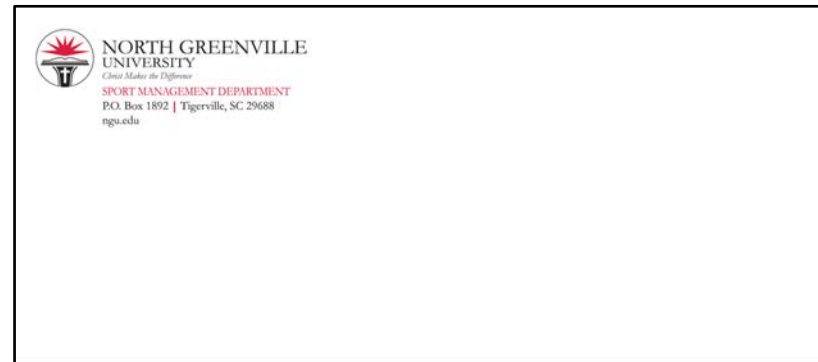 NORTH GREENVILLE
UNIVERSITY
Christ Makes the Difference
SPORT MANAGEMENT DEPARTMENT
P.O. Box 1892 | Tigerville, SC 29688
ngu.edu